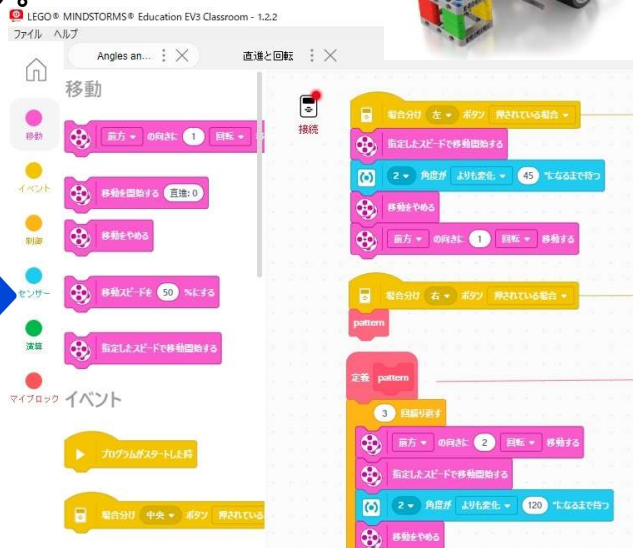 LEGO® MINDSTORMS® Education EV3 Classroom - 1.2.2
ファイル ヘルプ
Angles an... 直進と回転
移動
移動
イベント
制御
センサー
演算
マイブロック
前方 の向きに 1 回転
移動を開始する 直進: 0
移動をやめる
移動スピードを 50 %にする
指定したスピードで移動開始する
イベント
プログラムがスタートした時
場合分け 中央 ボタン 押されている
接続
場合分け 左 ボタン 押されている場合
指定したスピードで移動開始する
2 角度が よりも変化 45 °になるまで待つ
移動をやめる
前方 の向きに 1 回転 移動する
場合分け 右 ボタン 押されている場合
pattern
定義 pattern
3 回繰り返す
前方 の向きに 2 回転 移動する
指定したスピードで移動開始する
2 角度が よりも変化 120 °になるまで待つ
移動をやめる